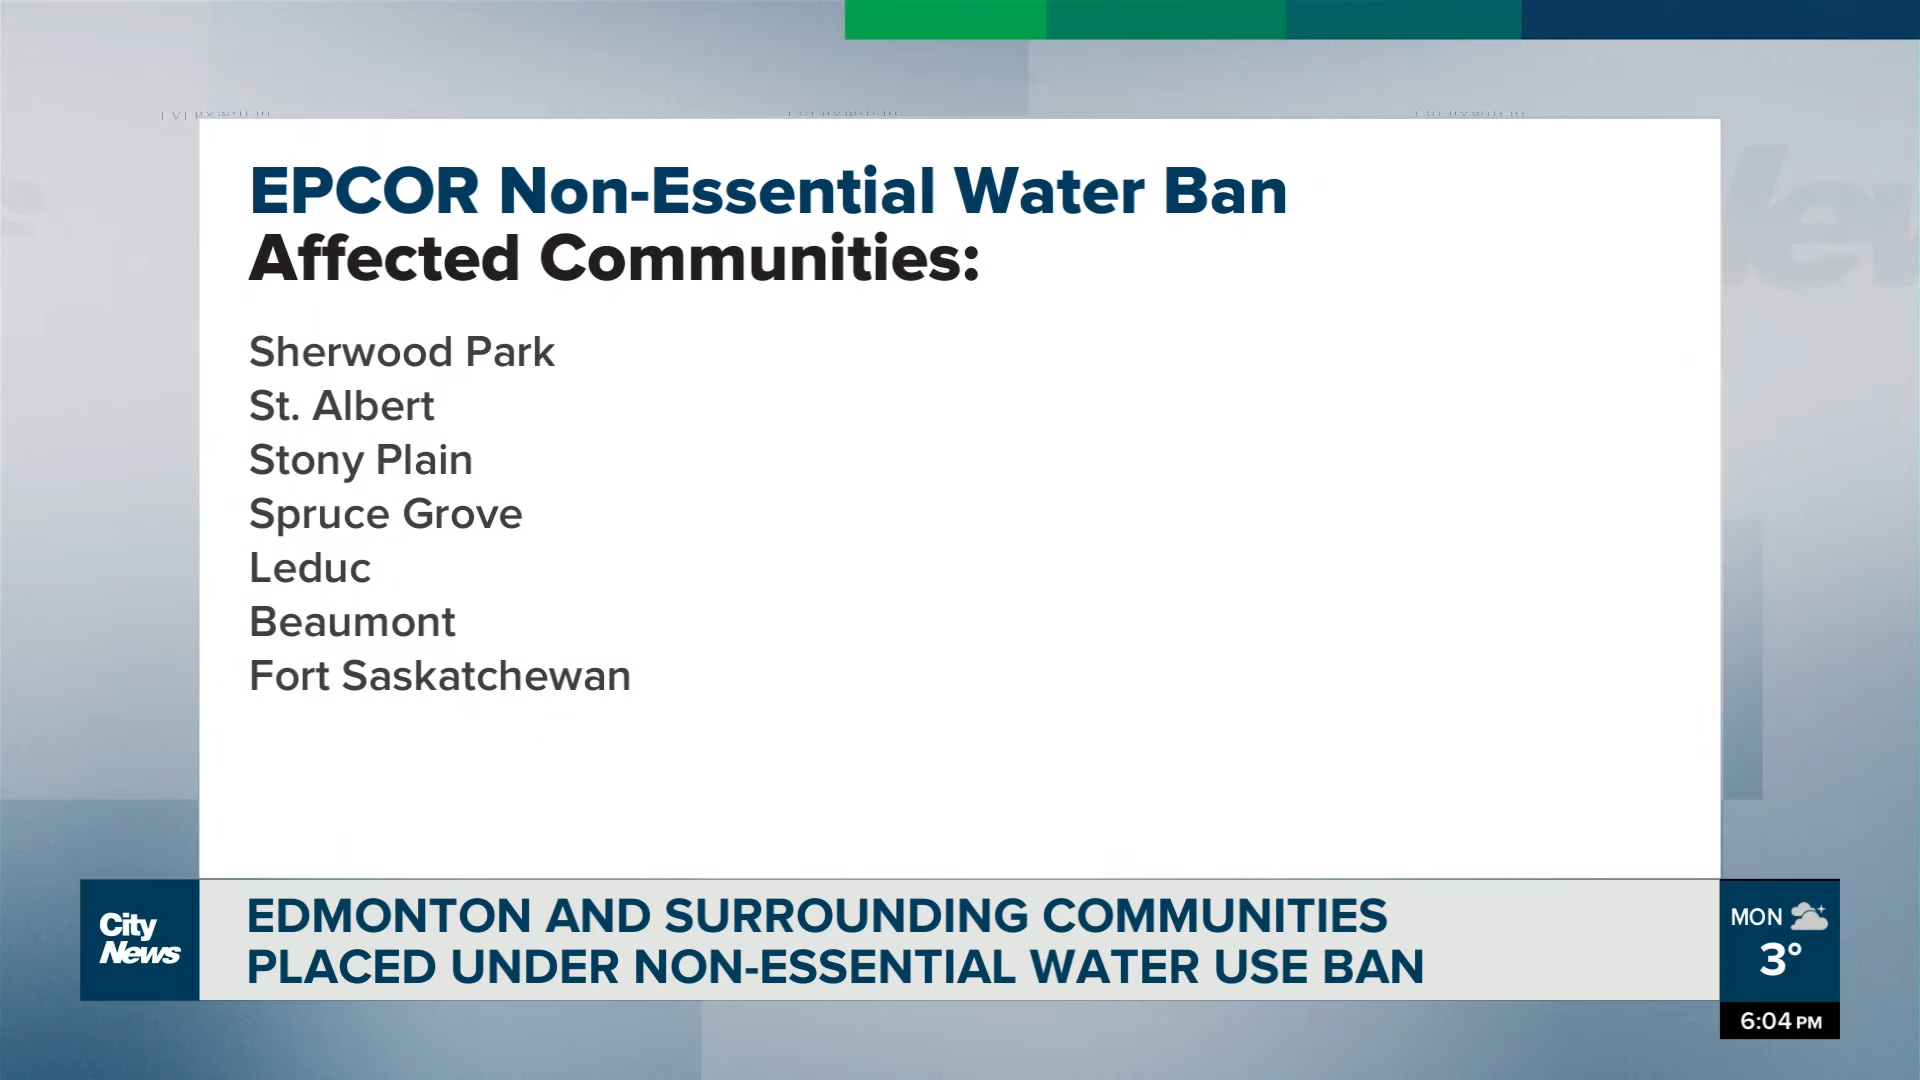 EPCOR Non-Essential Water Ban
Affected Communities:
Sherwood Park
St. Albert
Stony Plain
Spruce Grove
Leduc
Beaumont
Fort Saskatchewan
City
News
EDMONTON AND SURROUNDING COMMUNITIES
PLACED UNDER NON-ESSENTIAL WATER USE BAN
MON
3°
6:04 PM